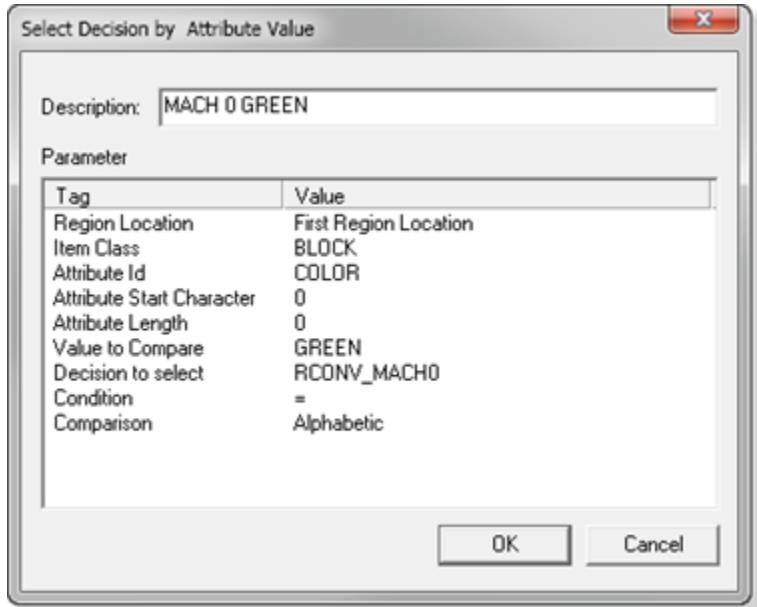 Select Decision by  Attribute Value
Description: MACH 0 GREEN
Parameter
Tag Value
Region Location First Region Location
Item Class BLOCK
Attribute Id COLOR
Attribute Start Character 0
Attribute Length 0
Value to Compare GREEN
Decision to select RCONV_MACH0
Condition =
Comparison Alphabetic
OK Cancel